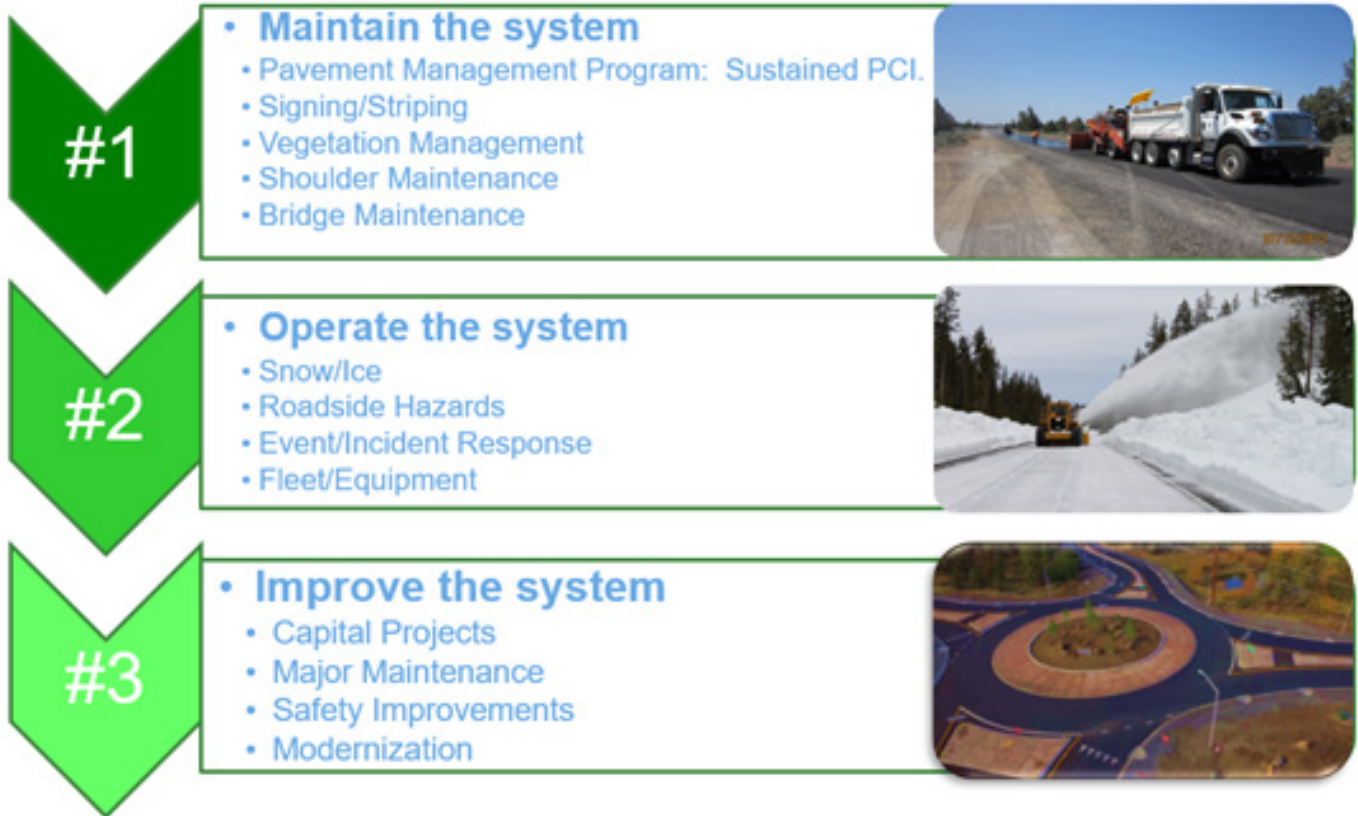 #1
• Maintain the system
• Pavement Management Program: Sustained PCI.
• Signing/Striping
• Vegetation Management
• Shoulder Maintenance
• Bridge Maintenance
#2
• Operate the system
• Snow/Ice
• Roadside Hazards
• Event/Incident Response
• Fleet/Equipment
#3
• Improve the system
• Capital Projects
• Major Maintenance
• Safety Improvements
• Modernization